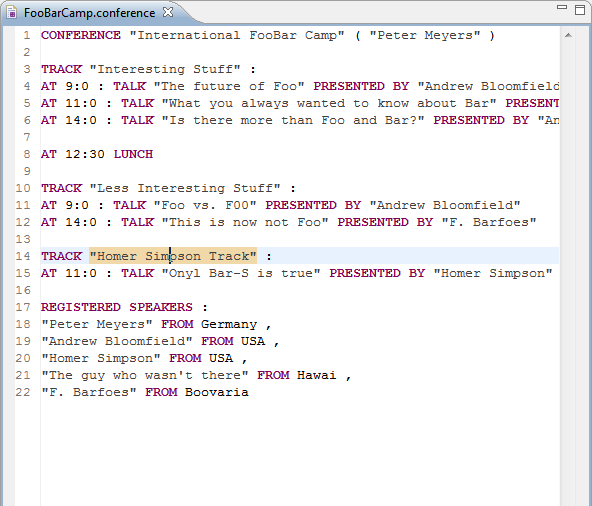 FooBarCamp.conference
1 CONFERENCE "International FooBar Camp" ( "Peter Meyers" )
2
3 TRACK "Interesting Stuff" :
4 AT 9:0 : TALK "The future of Foo" PRESENTED BY "Andrew Bloomfield
5 AT 11:0 : TALK "What you always wanted to know about Bar" PRESENT
6 AT 14:0 : TALK "Is there more than Foo and Bar?" PRESENTED BY "An
7
8 AT 12:30 LUNCH
9
10 TRACK "Less Interesting Stuff" :
11 AT 9:0 : TALK "Foo vs. F00" PRESENTED BY "Andrew Bloomfield"
12 AT 14:0 : TALK "This is now not Foo" PRESENTED BY "F. Barfoes"
13
14 TRACK "Homer Simpson Track" :
15 AT 11:0 : TALK "Onyl Bar-S is true" PRESENTED BY "Homer Simpson"
16
17 REGISTERED SPEAKERS :
18 "Peter Meyers" FROM Germany ,
19 "Andrew Bloomfield" FROM USA ,
20 "Homer Simpson" FROM USA ,
21 "The guy who wasn't there" FROM Hawai ,
22 "F. Barfoes" FROM Boovaria